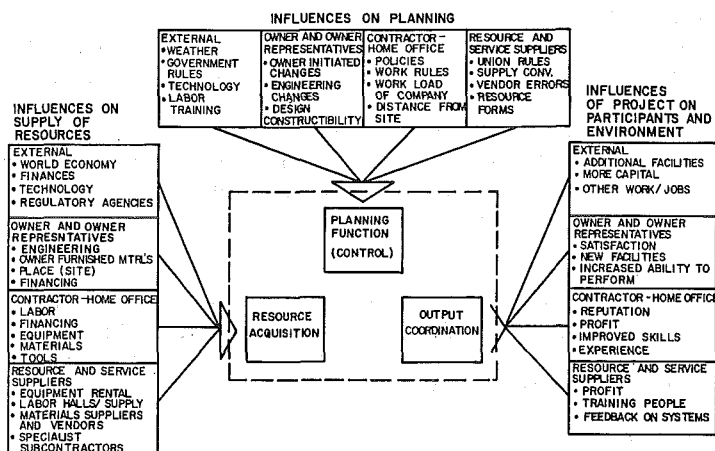 INFLUENCES ON PLANNING
EXTERNAL
• WEATHER
• GOVERNMENT
RULES
• TECHNOLOGY
• LABOR
TRAINING
OWNER AND OWNER
REPRESENTATIVES
• OWNER INITIATED
CHANGES
• ENGINEERING
CHANGES
• DESIGN
CONSTRUCTIBILITY
CONTRACTOR-
HOME OFFICE
• POLICIES
• WORK RULES
• WORK LOAD
OF COMPANY
• DISTANCE FROM
SITE
RESOURCE AND
SERVICE SUPPLIERS
• UNION RULES
• SUPPLY CONV.
• VENDOR ERRORS
• RESOURCE
FORMS
INFLUENCES ON
SUPPLY OF
RESOURCES
EXTERNAL
• WORLD ECONOMY
• FINANCES
• TECHNOLOGY
• REGULATORY AGENCIES
OWNER AND OWNER
REPRESNTATIVES
• ENGINEERING
• OWNER FURNISHED MTRL'S
• PLACE (SITE)
• FINANCING
CONTRACTOR-HOME OFFICE
• LABOR
• FINANCING
• EQUIPMENT
• MATERIALS
• TOOLS
RESOURCE AND SERVICE
SUPPLIERS
• EQUIPMENT RENTAL
• LABOR HALLS/SUPPLY
• MATERIALS SUPPLIERS
AND VENDORS
• SPECIALIST
SUBCONTRACTORS
PLANNING
FUNCTION
(CONTROL)
RESOURCE
ACQUISITION
OUTPUT
COORDINATION
INFLUENCES
OF PROJECT ON
PARTICIPANTS AND
ENVIRONMENT
EXTERNAL
• ADDITIONAL FACILITIES
• MORE CAPITAL
• OTHER WORK/JOBS
OWNER AND OWNER
REPRESENTATIVES
• SATISFACTION
• NEW FACILITIES
• INCREASED ABILITY TO
PERFORM
CONTRACTOR-HOME OFFICE
• REPUTATION
• PROFIT
• IMPROVED SKILLS
• EXPERIENCE
RESOURCE AND SERVICE
SUPPLIERS
• PROFIT
• TRAINING PEOPLE
• FEEDBACK ON SYSTEMS